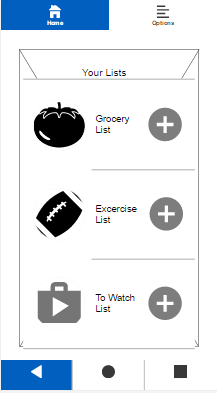 Home
Options
Your Lists
Grocery
List
Excercise
List
To Watch
List